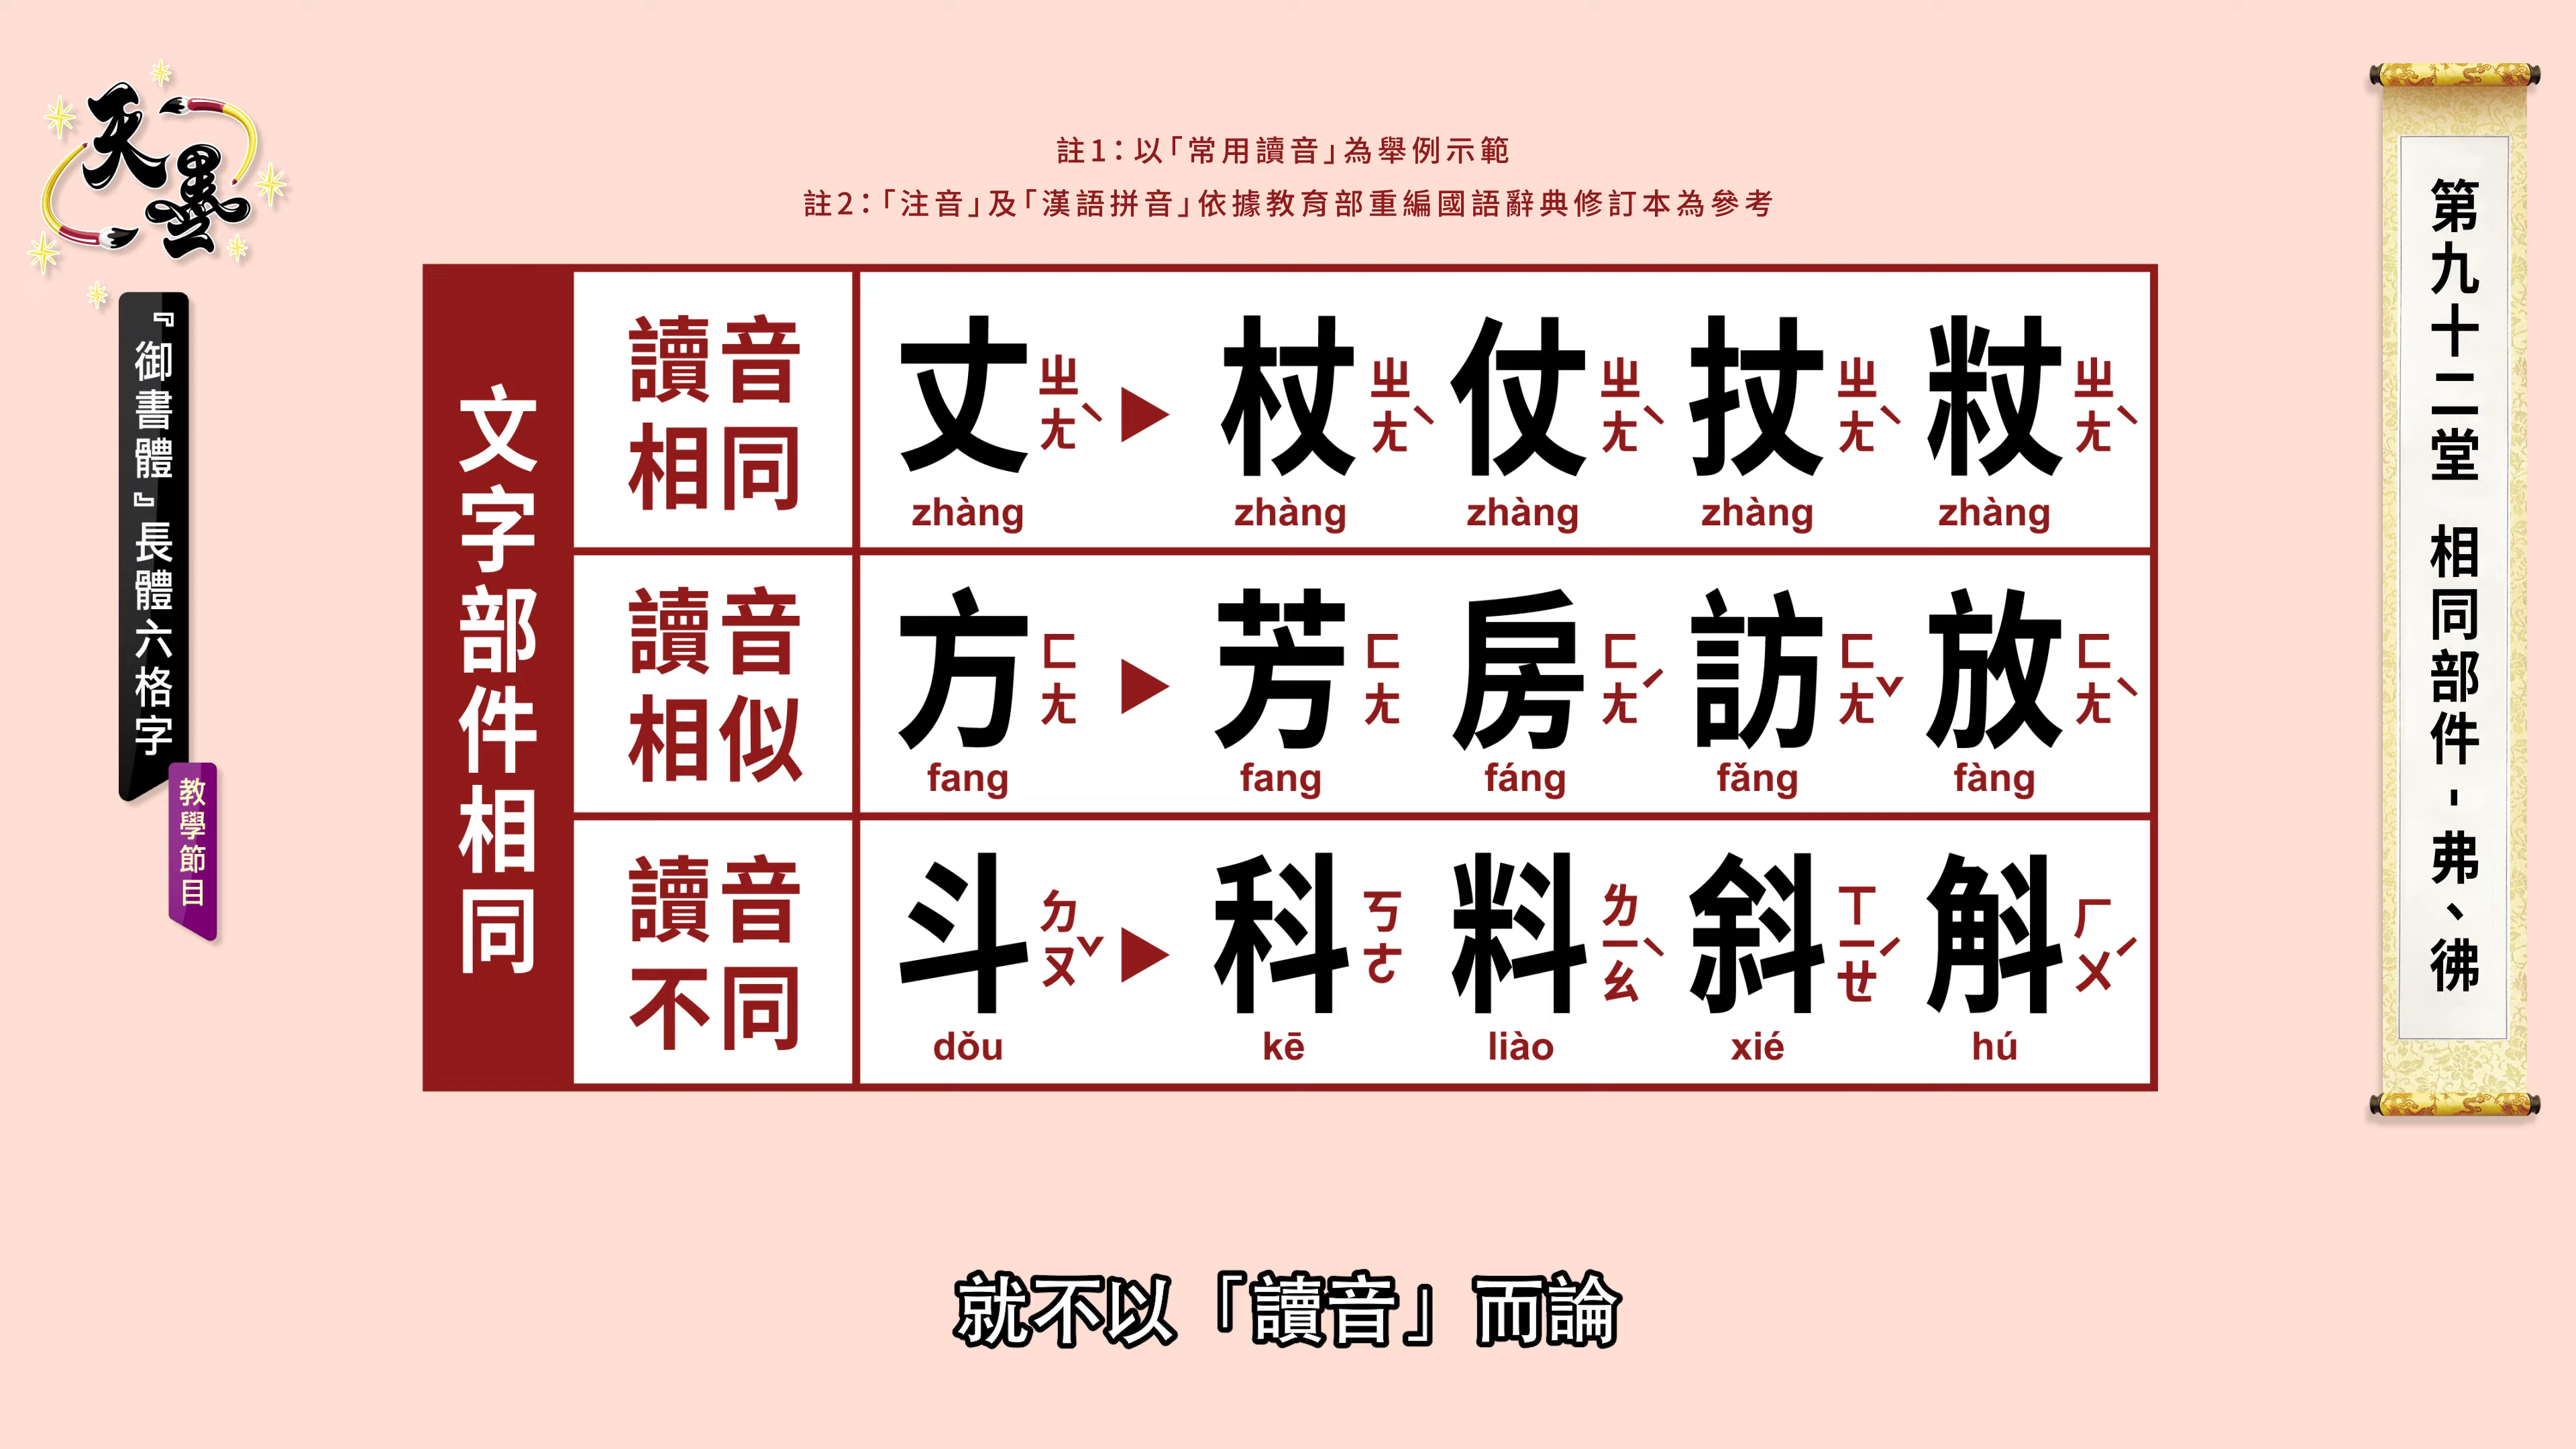 天墨
『御書體』長體六格字
教學節目
註1：以「常用讀音」為舉例示範
註2：「注音」及「漢語拼音」依據教育部重編國語辭典修訂本為參考
文字部件相同
讀音相同
丈 ㄓㄤˋ zhàng ▶ 杖 ㄓㄤˋ zhàng 仗 ㄓㄤˋ zhàng 扙 ㄓㄤˋ zhàng 粀 ㄓㄤˋ zhàng
讀音相似
方 ㄈㄤ fang ▶ 芳 ㄈㄤ fang 房 ㄈㄤˊ fáng 訪 ㄈㄤˇ fǎng 放 ㄈㄤˋ fàng
讀音不同
斗 ㄉㄡˇ dǒu ▶ 科 ㄎㄜ kē 料 ㄌㄧㄠˋ liào 斜 ㄒㄧㄝˊ xié 斛 ㄏㄨˊ hú
第九十二堂 相同部件-弗、彿
就不以「讀音」而論